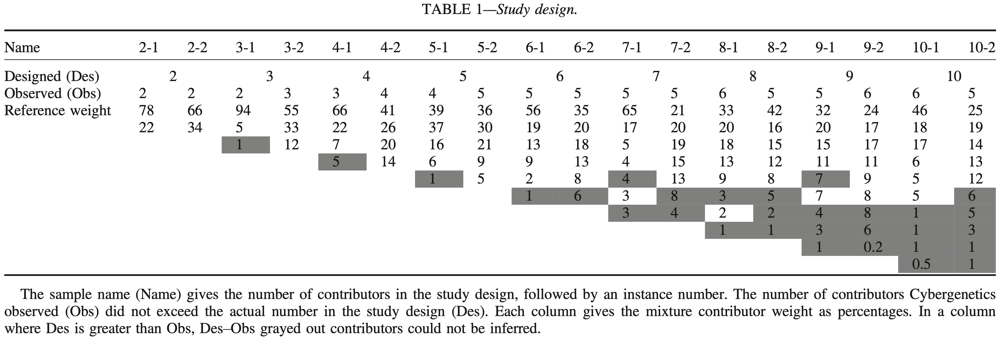 TABLE 1—Study design.
Name 2-1 2-2 3-1 3-2 4-1 4-2 5-1 5-2 6-1 6-2 7-1 7-2 8-1 8-2 9-1 9-2 10-1 10-2
Designed (Des) 2 3 4 5 6 7 8 9 10
Observed (Obs) 2 2 2 3 3 4 4 5 5 5 5 5 6 5 5 6 6 5
Reference weight 78 66 94 55 66 41 39 36 56 35 65 21 33 42 32 24 46 25
22 34 5 33 22 26 37 30 19 20 17 20 20 16 20 17 18 19
1 12 7 20 16 21 13 18 5 19 18 15 15 17 17 14
5 14 6 9 9 13 4 15 13 12 11 11 6 13
1 5 2 8 4 13 9 8 7 9 5 12
1 6 3 8 3 5 7 8 5 6
3 4 2 2 4 8 1 5
1 1 3 6 1 3
1 0.2 1 1
0.5 1
The sample name (Name) gives the number of contributors in the study design, followed by an instance number. The number of contributors Cybergenetics
observed (Obs) did not exceed the actual number in the study design (Des). Each column gives the mixture contributor weight as percentages. In a column
where Des is greater than Obs, Des–Obs grayed out contributors could not be inferred.